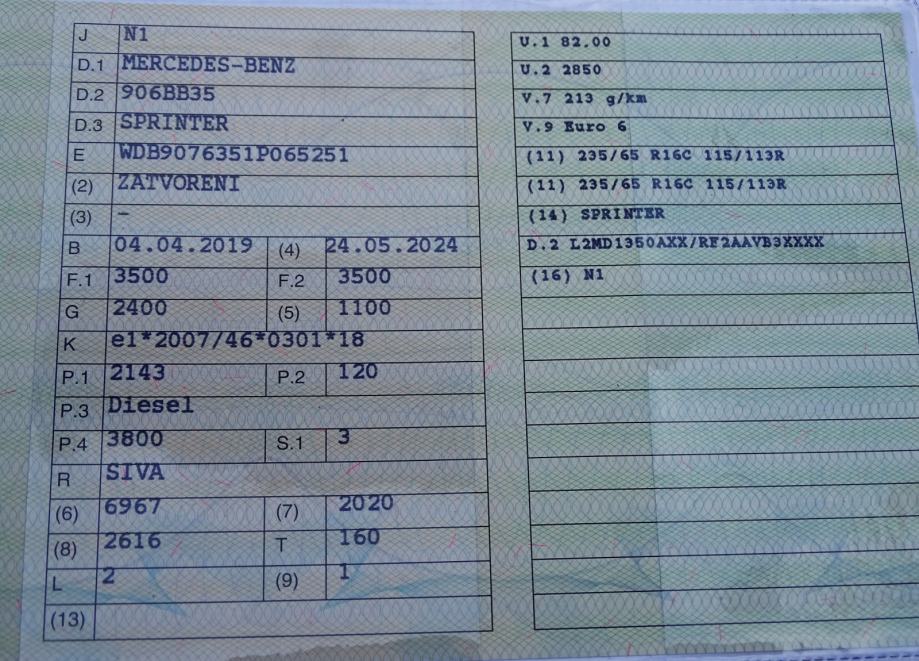 J N1
D.1 MERCEDES-BENZ
D.2 906BB35
D.3 SPRINTER
E WDB9076351P065251
(2) ZATVORENI
(3) -
B 04.04.2019 (4) 24.05.2024
F.1 3500 F.2 3500
G 2400 (5) 1100
K e1*2007/46*0301*18
P.1 2143 P.2 120
P.3 Diesel
P.4 3800 S.1 3
R SIVA
(6) 6967 (7) 2020
(8) 2616 T 160
L 2 (9) 1
(13)
U.1 82,00
U.2 2850
V.7 213 g/km
V.9 Euro 6
(11) 235/65 R16C 115/113R
(11) 235/65 R16C 115/113R
(14) SPRINTER
D.2 L2MD1350AXX/RF2AAVB3XXXX
(16) N1